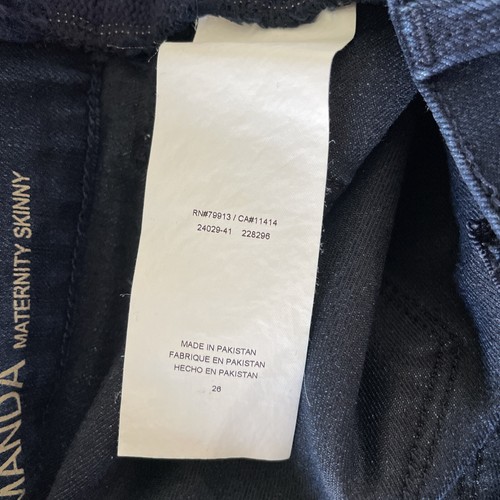 RN#79913 / CA#11414
24029-41 228296
MADE IN PAKISTAN
FABRIQUE EN PAKISTAN
HECHO EN PAKISTAN
26
MANDA MATERNITY SKINNY